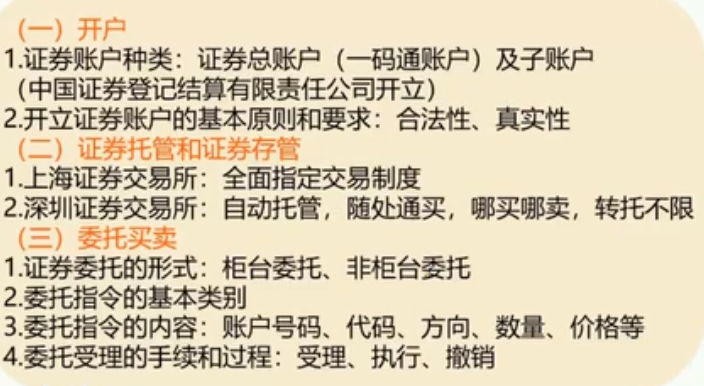 （一）开户
1.证券账户种类：证券总账户（一码通账户）及子账户
（中国证券登记结算有限责任公司开立）
2.开立证券账户的基本原则和要求：合法性、真实性
（二）证券托管和证券存管
1.上海证券交易所：全面指定交易制度
2.深圳证券交易所：自动托管，随处通买，哪买哪卖，转托不限
（三）委托买卖
1.证券委托的形式：柜台委托、非柜台委托
2.委托指令的基本类别
3.委托指令的内容：账户号码、代码、方向、数量、价格等
4.委托受理的手续和过程：受理、执行、撤销